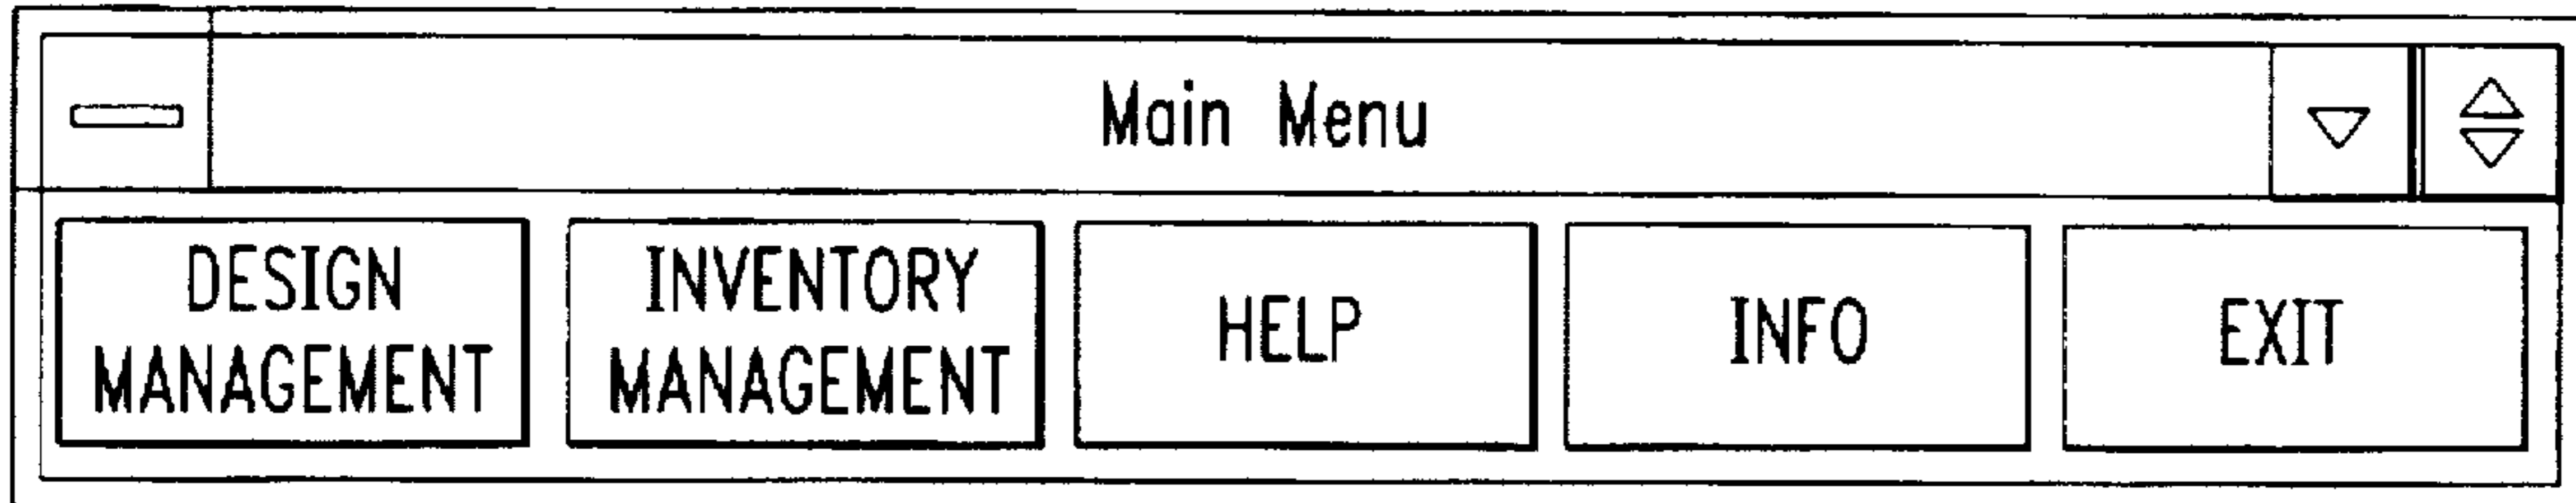 Main Menu
DESIGN
MANAGEMENT
INVENTORY
MANAGEMENT
HELP
INFO
EXIT